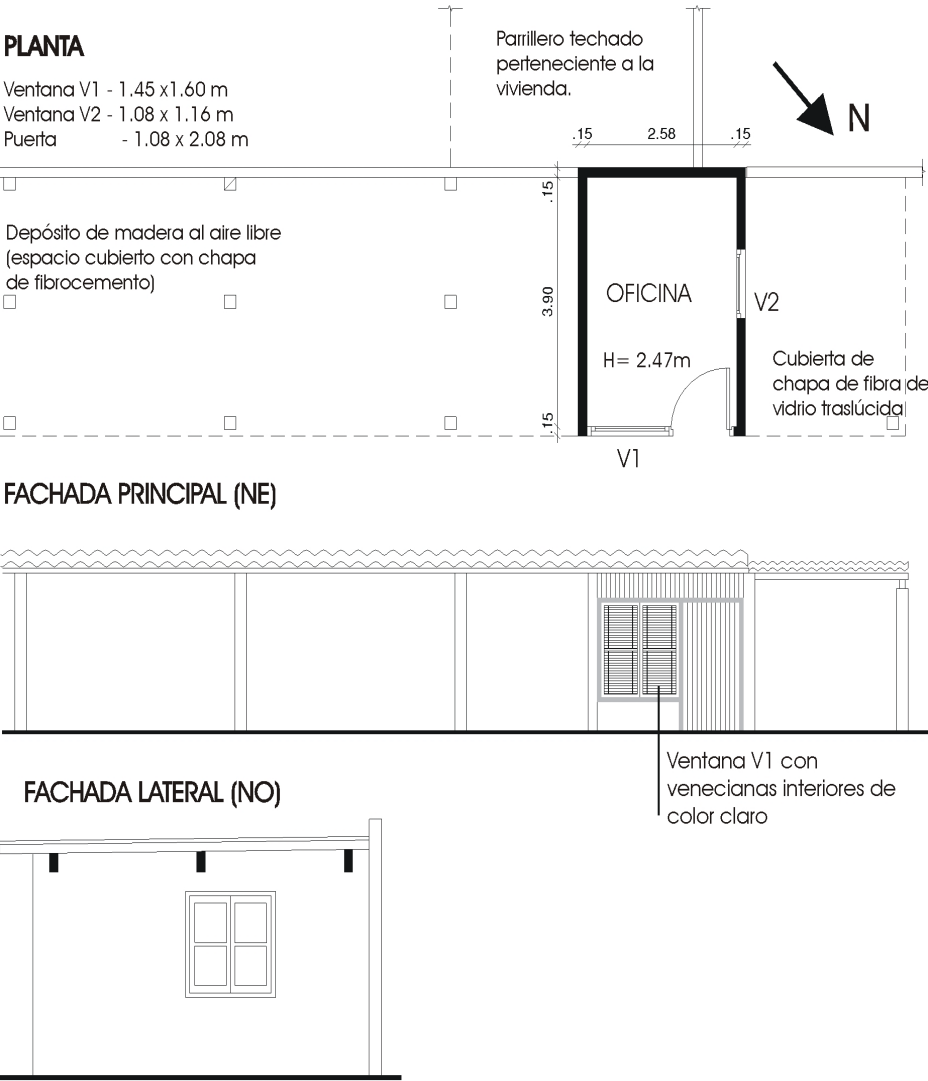 PLANTA
Ventana V1 - 1.45 x1.60 m
Ventana V2 - 1.08 x 1.16 m
Puerta - 1.08 x 2.08 m
Parrillero techado
perteneciente a la
vivienda.
N
.15 2.58 .15
.15
3.90
.15
Depósito de madera al aire libre
(espacio cubierto con chapa
de fibrocemento)
OFICINA
H= 2.47m
V2
V1
Cubierta de
chapa de fibra de
vidrio traslúcida
FACHADA PRINCIPAL (NE)
Ventana V1 con
venecianas interiores de
color claro
FACHADA LATERAL (NO)